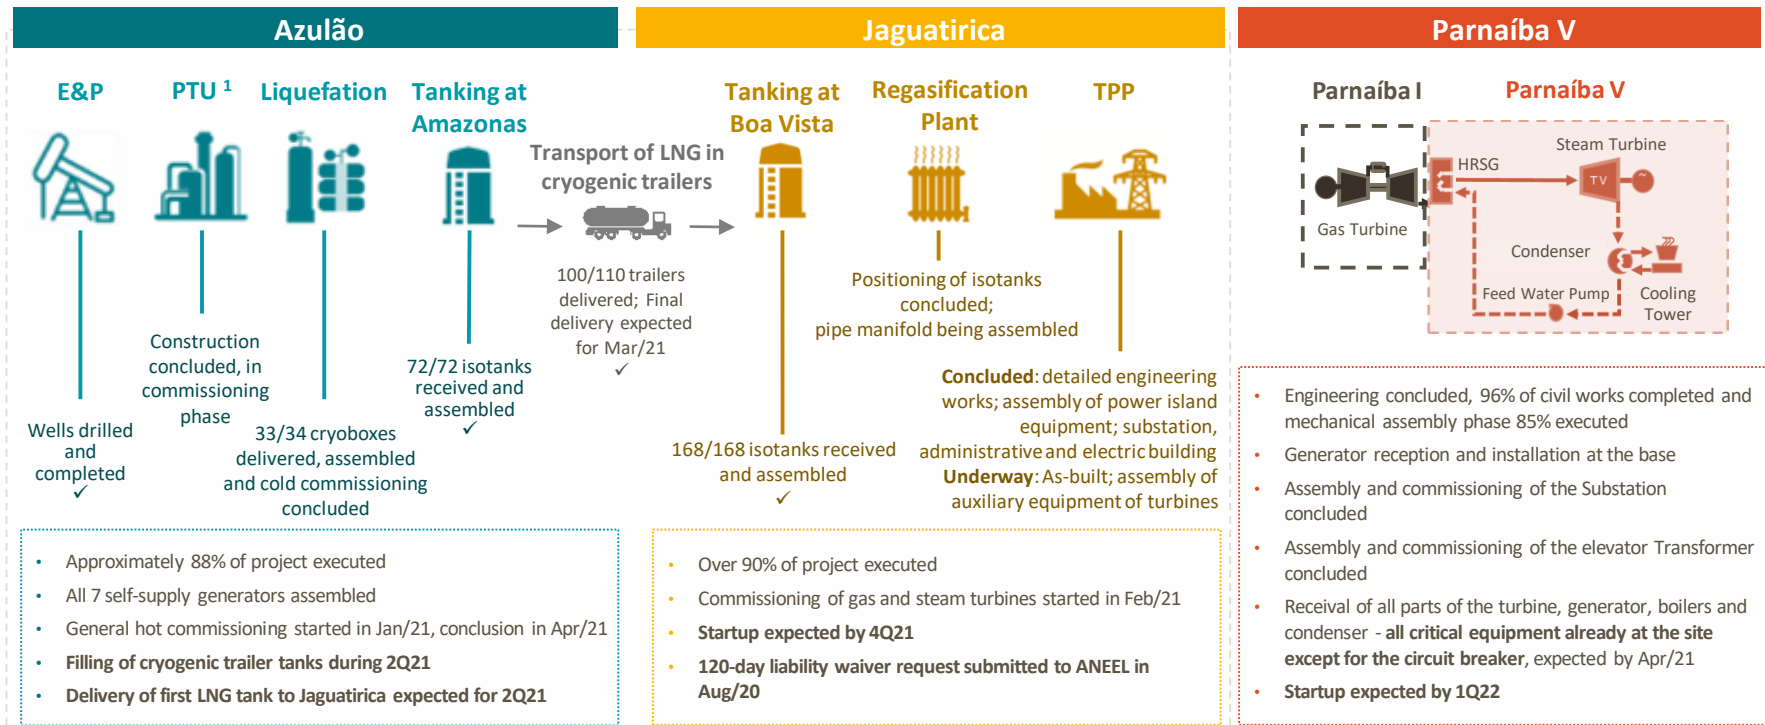 Azulão
E&P
PTU 1
Liquefation
Tanking at
Amazonas
Wells drilled
and
completed
✓
Construction
concluded, in
commissioning
phase
33/34 cryoboxes
delivered, assembled
and cold commissioning
concluded
72/72 isotanks
received and
assembled
✓
Transport of LNG in
cryogenic trailers
100/110 trailers
delivered; Final
delivery expected
for Mar/21
✓
• Approximately 88% of project executed
• All 7 self-supply generators assembled
• General hot commissioning started in Jan/21, conclusion in Apr/21
• Filling of cryogenic trailer tanks during 2Q21
• Delivery of first LNG tank to Jaguatirica expected for 2Q21
Jaguatirica
Tanking at
Boa Vista
Regasification
Plant
TPP
168/168 isotanks received
and assembled
✓
Positioning of isotanks
concluded;
pipe manifold being assembled
Concluded: detailed engineering
works; assembly of power island
equipment; substation,
administrative and electric building
Underway: As-built; assembly of
auxiliary equipment of turbines
• Over 90% of project executed
• Commissioning of gas and steam turbines started in Feb/21
• Startup expected by 4Q21
• 120-day liability waiver request submitted to ANEEL in
Aug/20
Parnaíba V
Parnaíba I
Parnaíba V
Gas Turbine
HRSG
Steam Turbine
TV
~
Condenser
Feed Water Pump
Cooling
Tower
• Engineering concluded, 96% of civil works completed and
mechanical assembly phase 85% executed
• Generator reception and installation at the base
• Assembly and commissioning of the Substation
concluded
• Assembly and commissioning of the elevator Transformer
concluded
• Receival of all parts of the turbine, generator, boilers and
condenser - all critical equipment already at the site
except for the circuit breaker, expected by Apr/21
• Startup expected by 1Q22